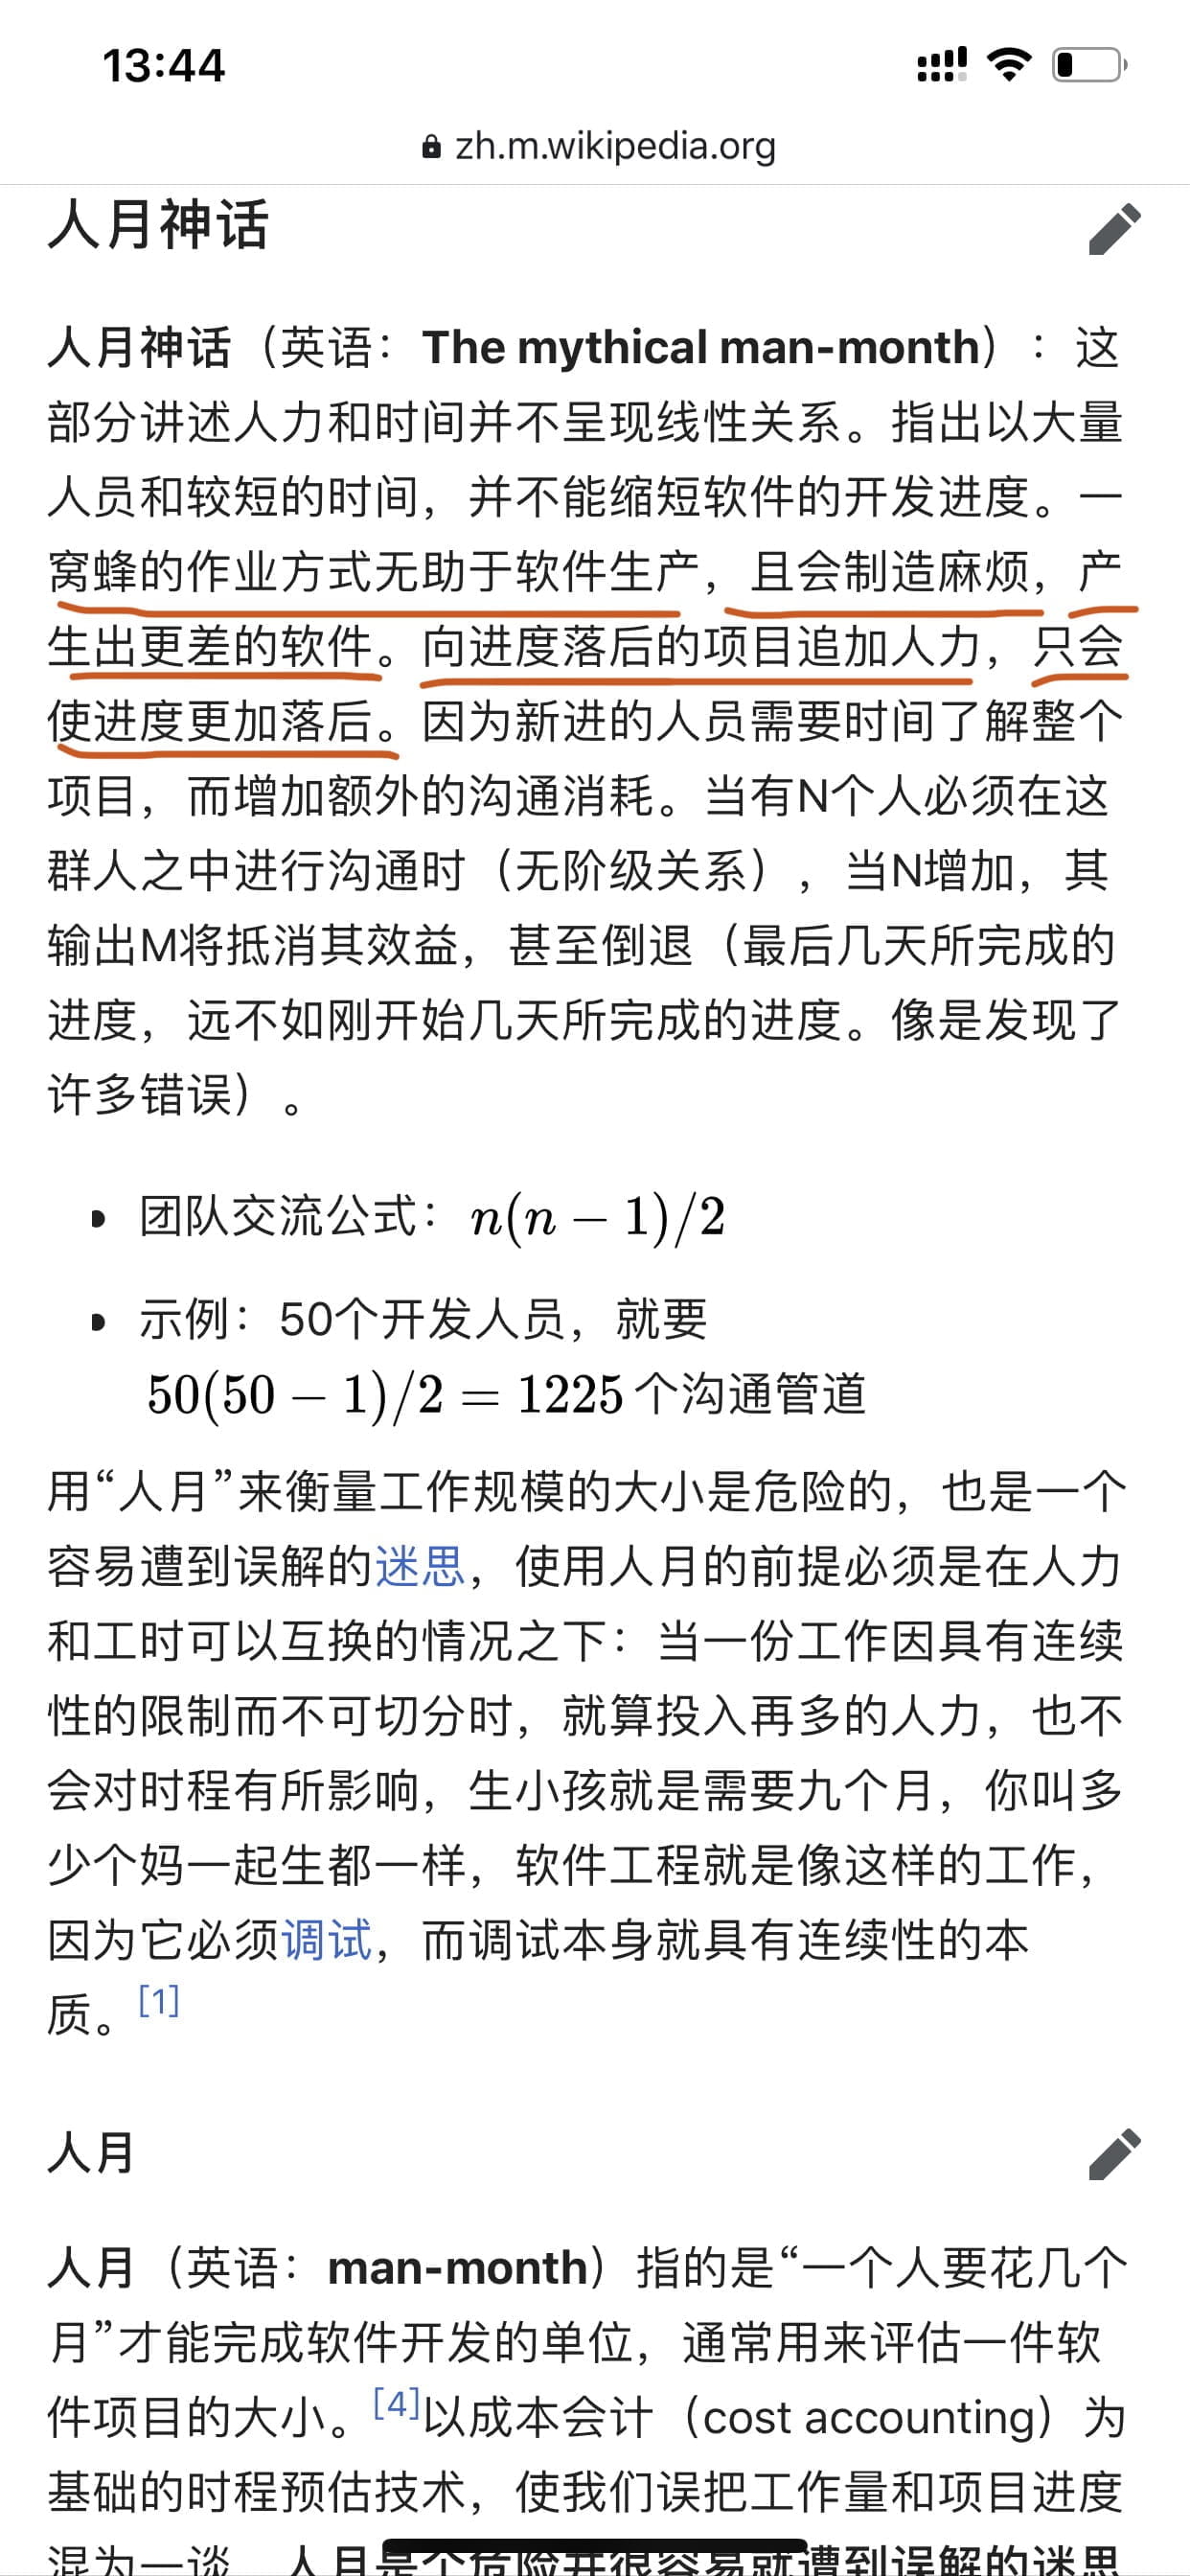 13:44
zh.m.wikipedia.org
人月神话
人月神话（英语：The mythical man-month）：这
部分讲述人力和时间并不呈现线性关系。指出以大量
人员和较短的时间，并不能缩短软件的开发进度。一
窝蜂的作业方式无助于软件生产，且会制造麻烦，产
生出更差的软件。向进度落后的项目追加人力，只会
使进度更加落后。因为新进的人员需要时间了解整个
项目，而增加额外的沟通消耗。当有N个人必须在这
群人之中进行沟通时（无阶级关系），当N增加，其
输出M将抵消其效益，甚至倒退（最后几天所完成的
进度，远不如刚开始几天所完成的进度。像是发现了
许多错误）。
• 团队交流公式：n(n − 1)/2
• 示例：50个开发人员，就要
50(50 − 1)/2 = 1225 个沟通管道
用“人月”来衡量工作规模的大小是危险的，也是一个
容易遭到误解的迷思，使用人月的前提必须是在人力
和工时可以互换的情况之下：当一份工作因具有连续
性的限制而不可切分时，就算投入再多的人力，也不
会对时程有所影响，生小孩就是需要九个月，你叫多
少个妈一起生都一样，软件工程就是像这样的工作，
因为它必须调试，而调试本身就具有连续性的本
质。[1]
人月
人月（英语：man-month）指的是“一个人要花几个
月”才能完成软件开发的单位，通常用来评估一件软
件项目的大小。[4]以成本会计（cost accounting）为
基础的时程预估技术，使我们误把工作量和项目进度
混为一谈。人月是个危险并很容易就遭到误解的迷思